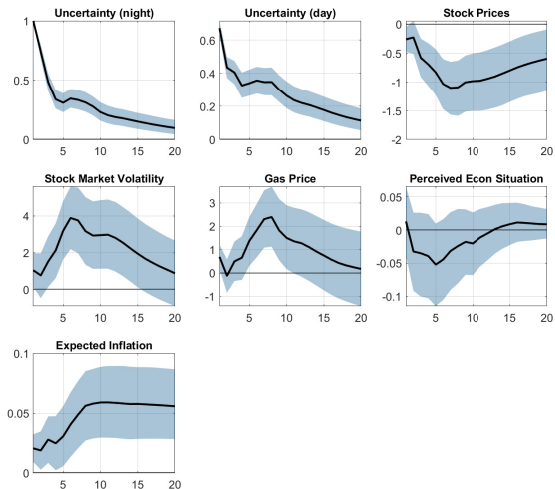 Uncertainty (night)
1
0.5
0
5 10 15 20
Uncertainty (day)
0.6
0.4
0.2
0
5 10 15 20
Stock Prices
0
-0.5
-1
-1.5
-2
5 10 15 20
Stock Market Volatility
4
2
0
5 10 15 20
Gas Price
3
2
1
0
-1
5 10 15 20
Perceived Econ Situation
0.05
0
-0.05
-0.1
5 10 15 20
Expected Inflation
0.1
0.05
0
5 10 15 20